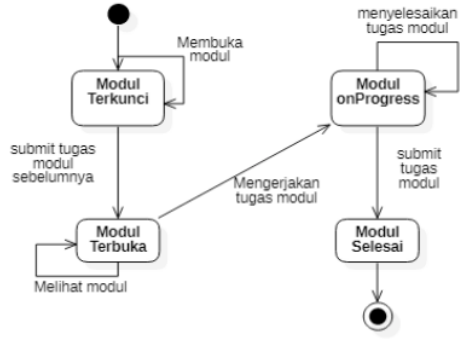 Membuka
modul
Modul
Terkunci
submit tugas
modul
sebelumnya
Modul
Terbuka
Melihat modul
Mengerjakan
tugas modul
menyelesaikan
tugas modul
Modul
onProgress
submit
tugas
modul
Modul
Selesai